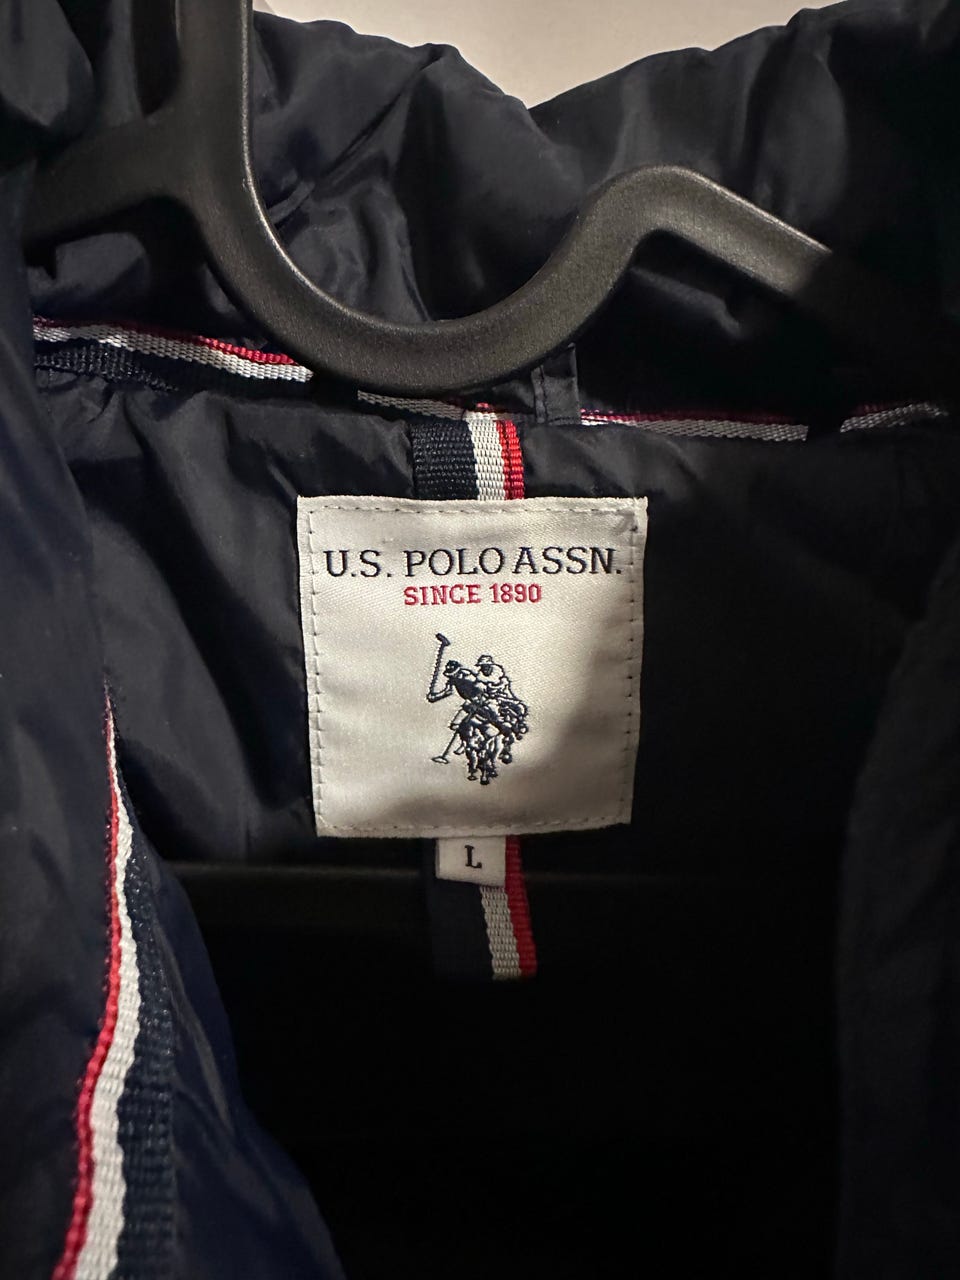 U.S. POLO ASSN.
SINCE 1890
L